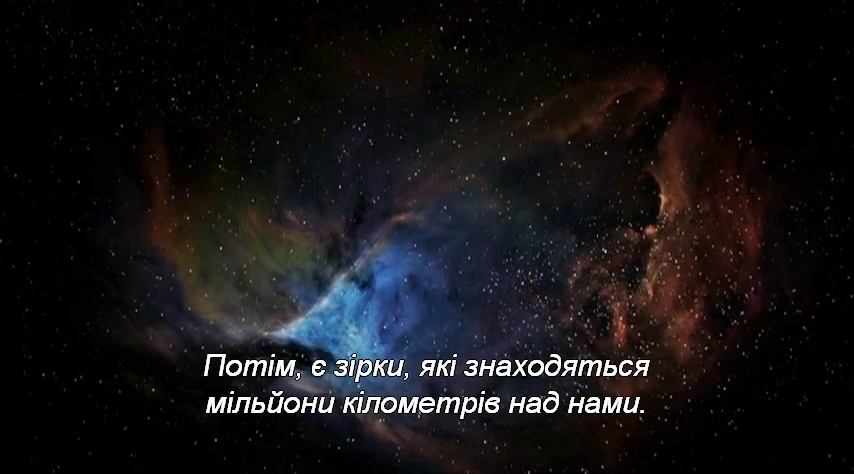 Потім, є зірки, які знаходяться
мільйони кілометрів над нами.